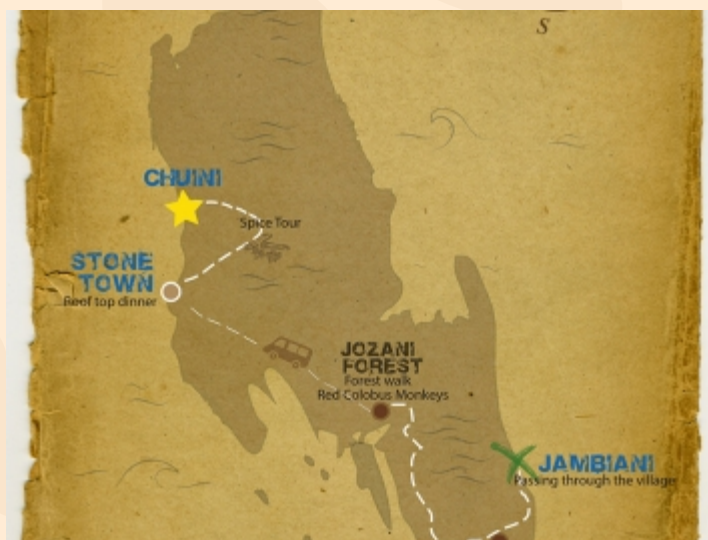 S
CHUINI
Spice Tour
STONE
TOWN
Roof top dinner
JOZANI
FOREST
Forest walk
Red Colobus Monkeys
JAMBIANI
Passing through the village